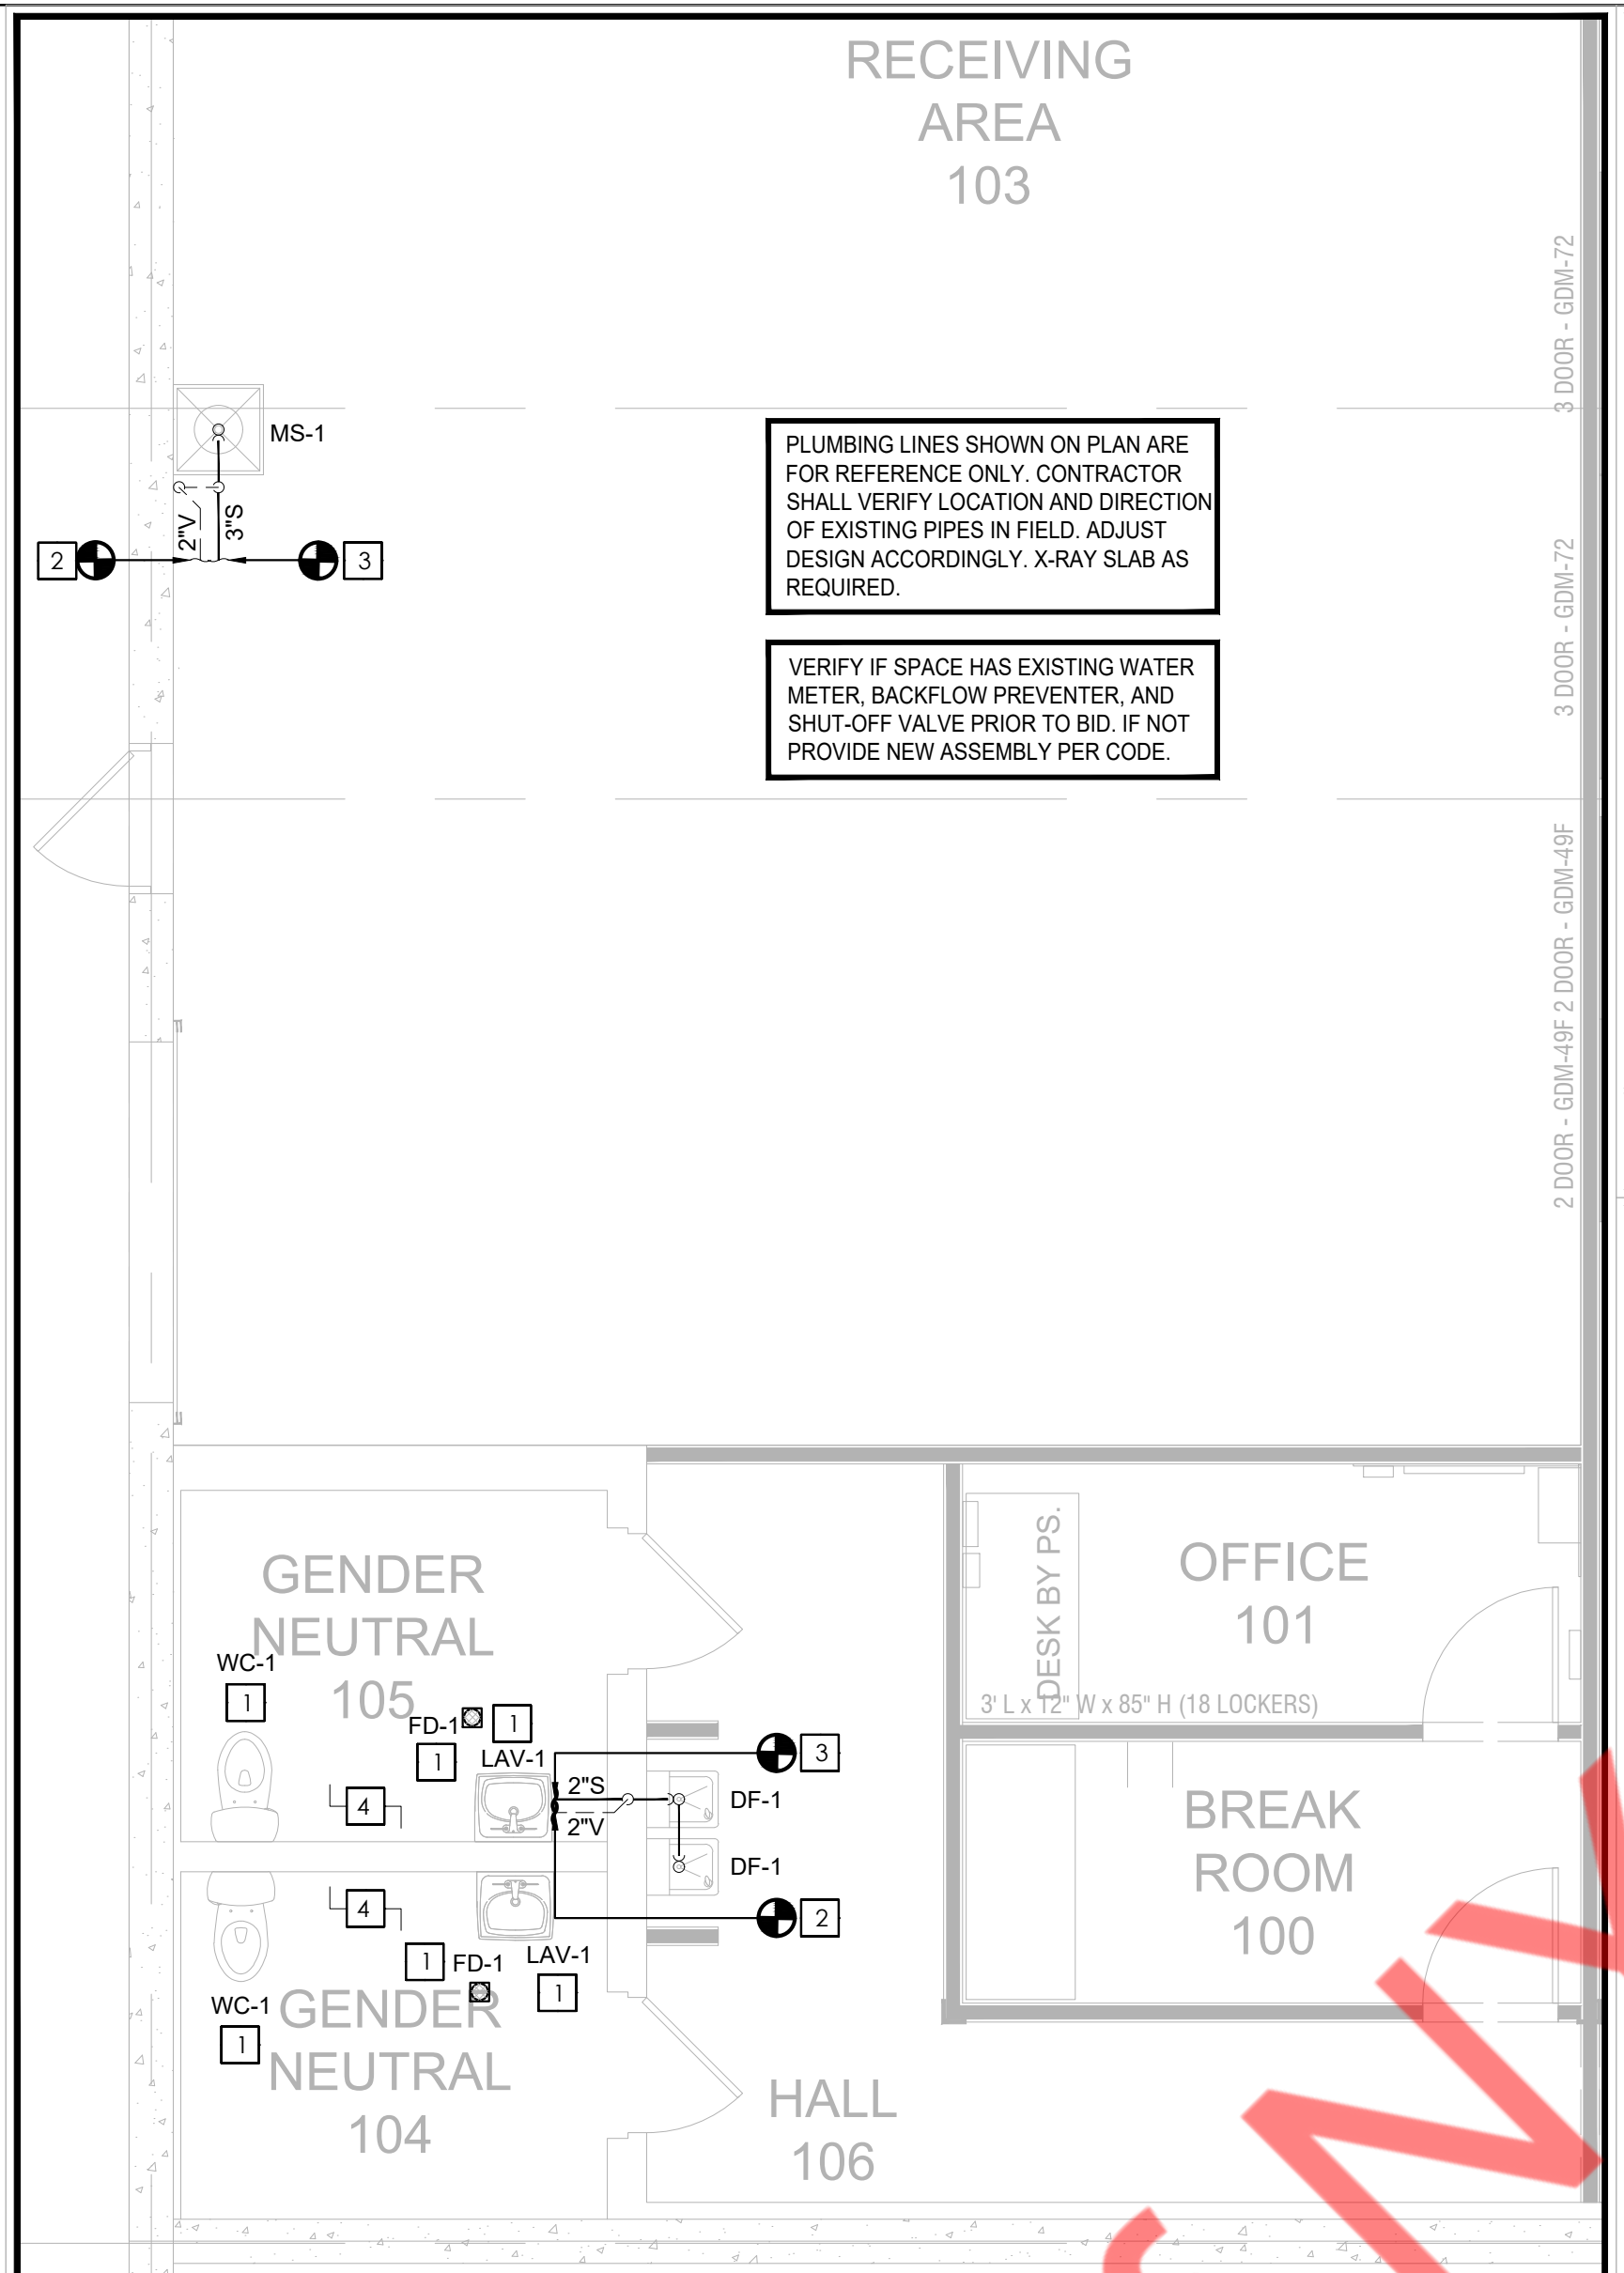 RECEIVING
AREA
103
3 DOOR - GDM-72
MS-1
2"V
3"S
2
3
PLUMBING LINES SHOWN ON PLAN ARE
FOR REFERENCE ONLY. CONTRACTOR
SHALL VERIFY LOCATION AND DIRECTION
OF EXISTING PIPES IN FIELD. ADJUST
DESIGN ACCORDINGLY. X-RAY SLAB AS
REQUIRED.
3 DOOR - GDM-72
VERIFY IF SPACE HAS EXISTING WATER
METER, BACKFLOW PREVENTER, AND
SHUT-OFF VALVE PRIOR TO BID. IF NOT
PROVIDE NEW ASSEMBLY PER CODE.
2 DOOR - GDM-49F 2 DOOR - GDM-49F
GENDER
NEUTRAL
105
WC-1
1
FD-1
1
1
LAV-1
4
2"S
2"V
3
DF-1
DF-1
2
DESK BY PS.
OFFICE
101
3' L x 12" W x 85" H (18 LOCKERS)
BREAK
ROOM
100
4
1
FD-1
LAV-1
1
WC-1
1
GENDER
NEUTRAL
104
HALL
106